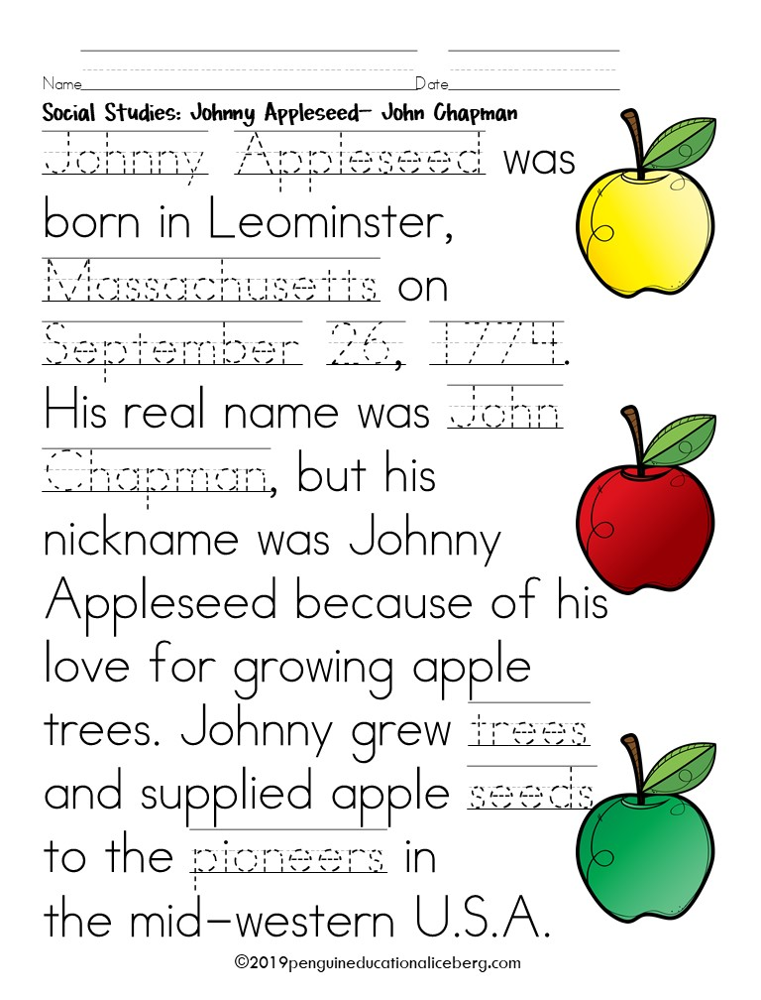 Name Date
Social Studies: Johnny Appleseed- John Chapman
Johnny Appleseed was
born in Leominster,
Massachusetts on
September 26, 1774.
His real name was John
Chapman, but his
nickname was Johnny
Appleseed because of his
love for growing apple
trees. Johnny grew trees
and supplied apple seeds
to the pioneers in
the mid-western U.S.A.
©2019penguineducationaliceberg.com